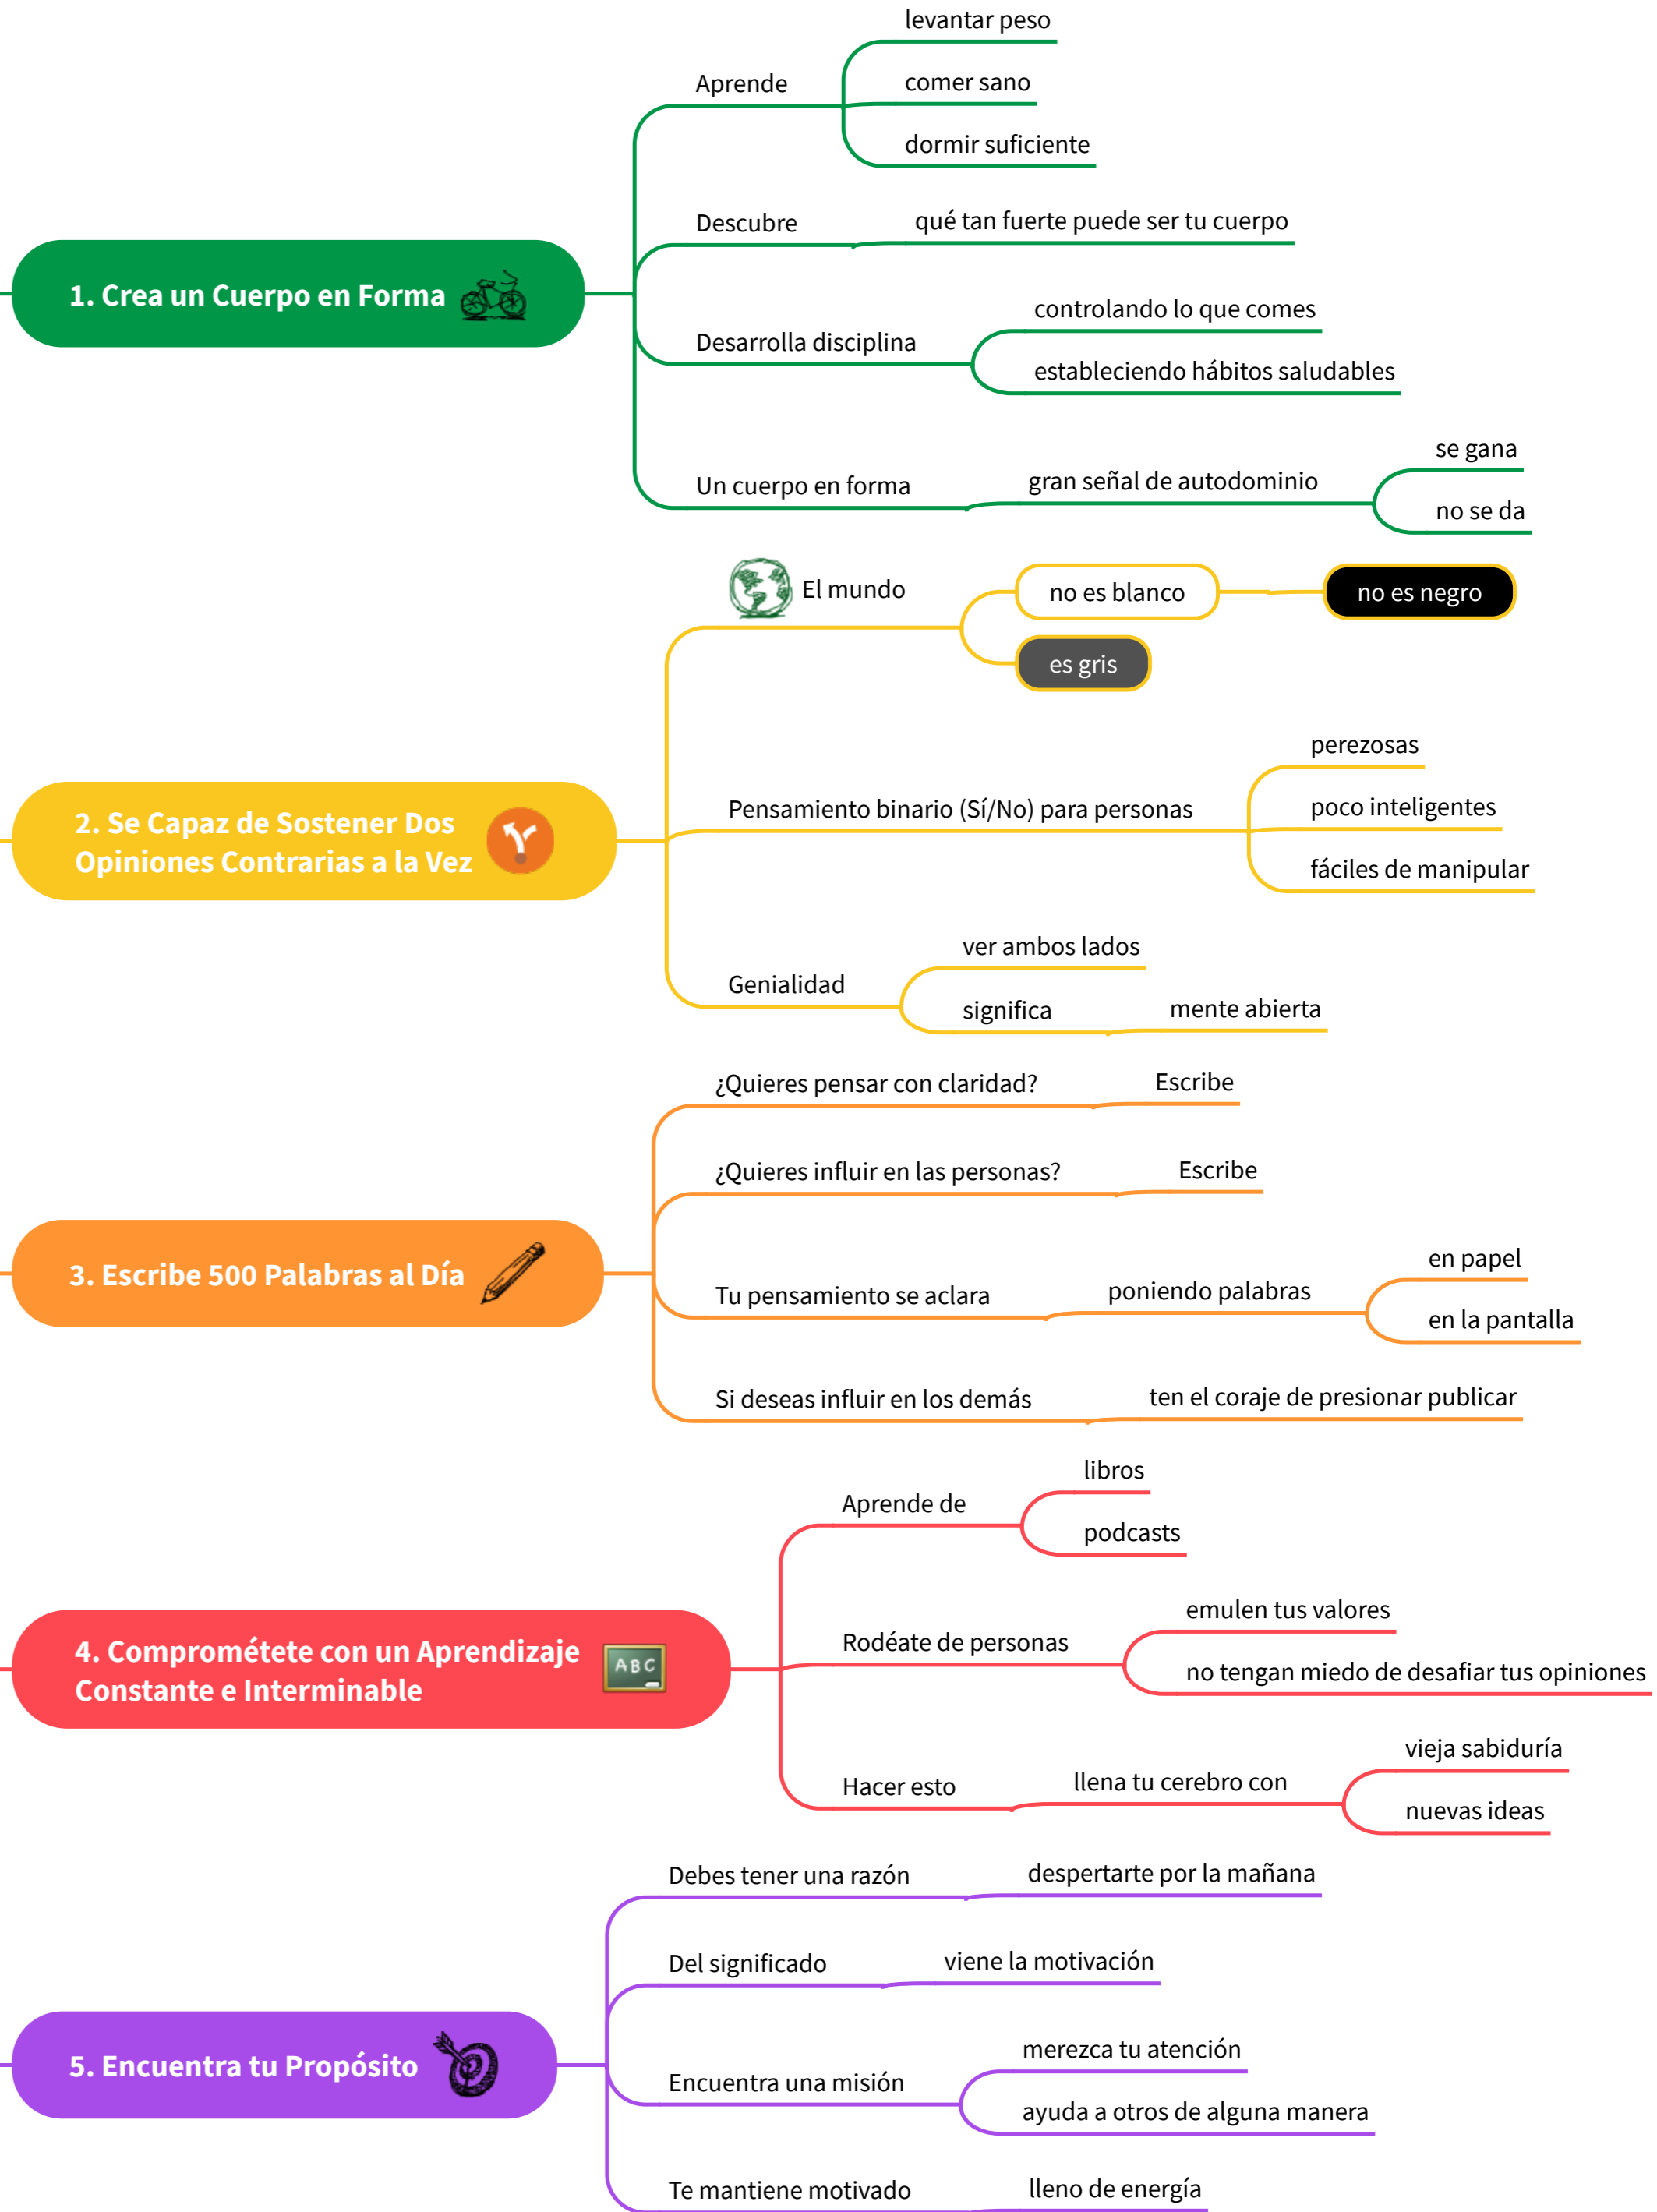 1. Crea un Cuerpo en Forma
Aprende
levantar peso
comer sano
dormir suficiente
Descubre
qué tan fuerte puede ser tu cuerpo
Desarrolla disciplina
controlando lo que comes
estableciendo hábitos saludables
Un cuerpo en forma
gran señal de autodominio
se gana
no se da
2. Se Capaz de Sostener Dos
Opiniones Contrarias a la Vez
El mundo
no es blanco
no es negro
es gris
Pensamiento binario (Sí/No) para personas
perezosas
poco inteligentes
fáciles de manipular
Genialidad
ver ambos lados
significa
mente abierta
3. Escribe 500 Palabras al Día
¿Quieres pensar con claridad?
Escribe
¿Quieres influir en las personas?
Escribe
Tu pensamiento se aclara
poniendo palabras
en papel
en la pantalla
Si deseas influir en los demás
ten el coraje de presionar publicar
4. Comprométete con un Aprendizaje
Constante e Interminable
ABC
Aprende de
libros
podcasts
Rodéate de personas
emulen tus valores
no tengan miedo de desafiar tus opiniones
Hacer esto
llena tu cerebro con
vieja sabiduría
nuevas ideas
5. Encuentra tu Propósito
Debes tener una razón
despertarte por la mañana
Del significado
viene la motivación
Encuentra una misión
merezca tu atención
ayuda a otros de alguna manera
Te mantiene motivado
lleno de energía